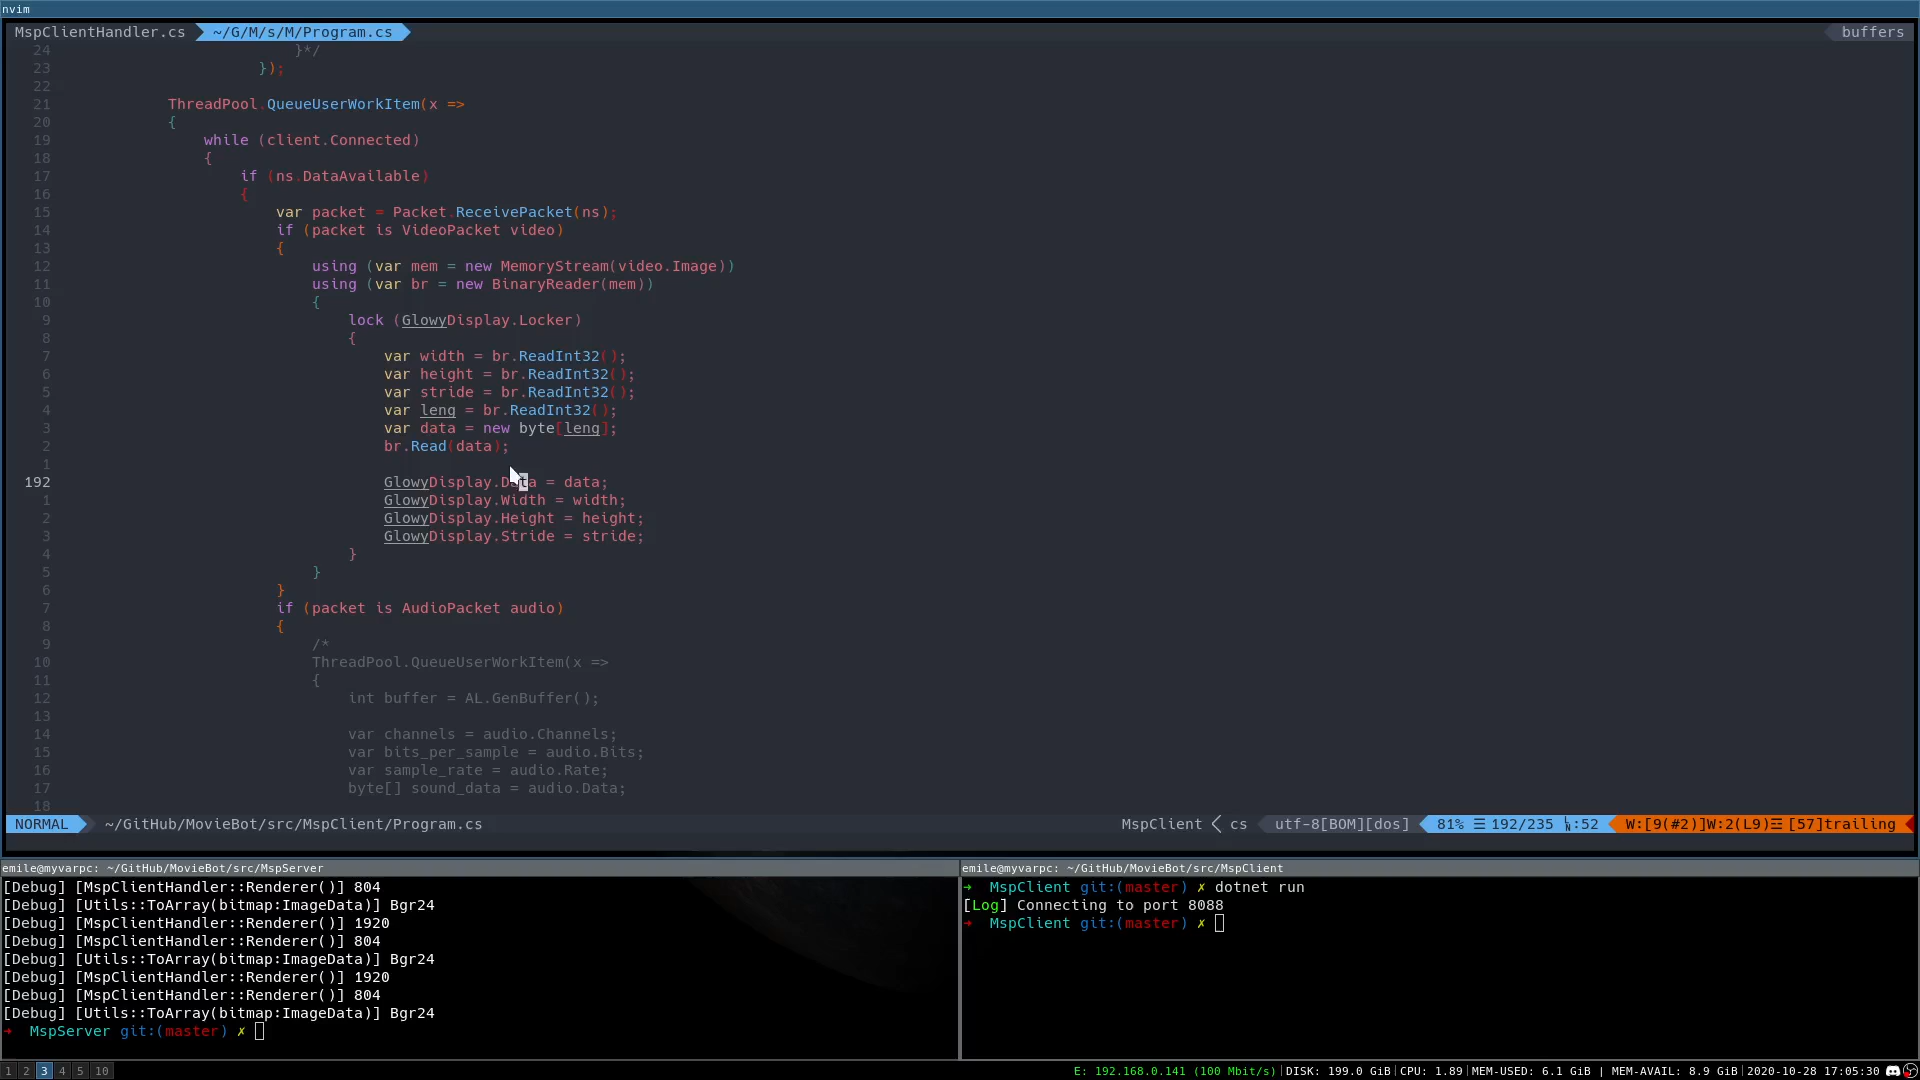 nvim
MspClientHandler.cs ~/G/M/s/M/Program.cs buffers
24 }*/
23 });
22
21 ThreadPool.QueueUserWorkItem(x =>
20 {
19 while (client.Connected)
18 {
17 if (ns.DataAvailable)
16 {
15 var packet = Packet.ReceivePacket(ns);
14 if (packet is VideoPacket video)
13 {
12 using (var mem = new MemoryStream(video.Image))
11 using (var br = new BinaryReader(mem))
10 {
9 lock (GlowyDisplay.Locker)
8 {
7 var width = br.ReadInt32();
6 var height = br.ReadInt32();
5 var stride = br.ReadInt32();
4 var leng = br.ReadInt32();
3 var data = new byte[leng];
2 br.Read(data);
1
192 GlowyDisplay.Data = data;
1 GlowyDisplay.Width = width;
2 GlowyDisplay.Height = height;
3 GlowyDisplay.Stride = stride;
4 }
5 }
6 }
7 if (packet is AudioPacket audio)
8 {
9 /*
10 ThreadPool.QueueUserWorkItem(x =>
11 {
12 int buffer = AL.GenBuffer();
13
14 var channels = audio.Channels;
15 var bits_per_sample = audio.Bits;
16 var sample_rate = audio.Rate;
17 byte[] sound_data = audio.Data;
18
NORMAL ~/GitHub/MovieBot/src/MspClient/Program.cs MspClient < cs utf-8[BOM][dos] 81% ☰ 192/235 ㏑:52 W:[9(#2)]W:2(L9)☲ [57]trailing
emile@myvarpc: ~/GitHub/MovieBot/src/MspServer
[Debug] [MspClientHandler::Renderer()] 804
[Debug] [Utils::ToArray(bitmap:ImageData)] Bgr24
[Debug] [MspClientHandler::Renderer()] 1920
[Debug] [MspClientHandler::Renderer()] 804
[Debug] [Utils::ToArray(bitmap:ImageData)] Bgr24
[Debug] [MspClientHandler::Renderer()] 1920
[Debug] [MspClientHandler::Renderer()] 804
[Debug] [Utils::ToArray(bitmap:ImageData)] Bgr24
➜ MspServer git:(master) ✗
emile@myvarpc: ~/GitHub/MovieBot/src/MspClient
➜ MspClient git:(master) ✗ dotnet run
[Log] Connecting to port 8088
➜ MspClient git:(master) ✗
1 2 3 4 5 10 E: 192.168.0.141 (100 Mbit/s)|DISK: 199.0 GiB|CPU: 1.89|MEM-USED: 6.1 GiB | MEM-AVAIL: 8.9 GiB|2020-10-28 17:05:30